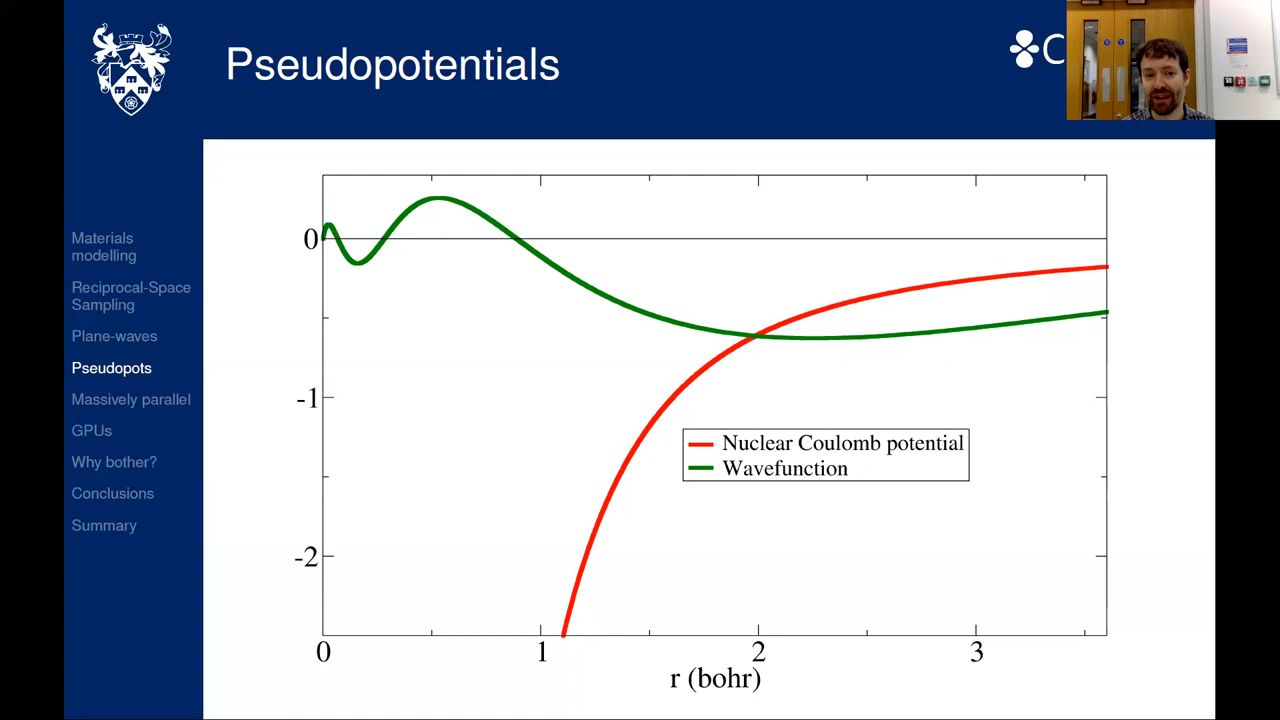 Pseudopotentials
C
Materials
modelling
Reciprocal-Space
Sampling
Plane-waves
Pseudopots
Massively parallel
GPUs
Why bother?
Conclusions
Summary
0
-1
-2
Nuclear Coulomb potential
Wavefunction
0 1 2 3
r (bohr)